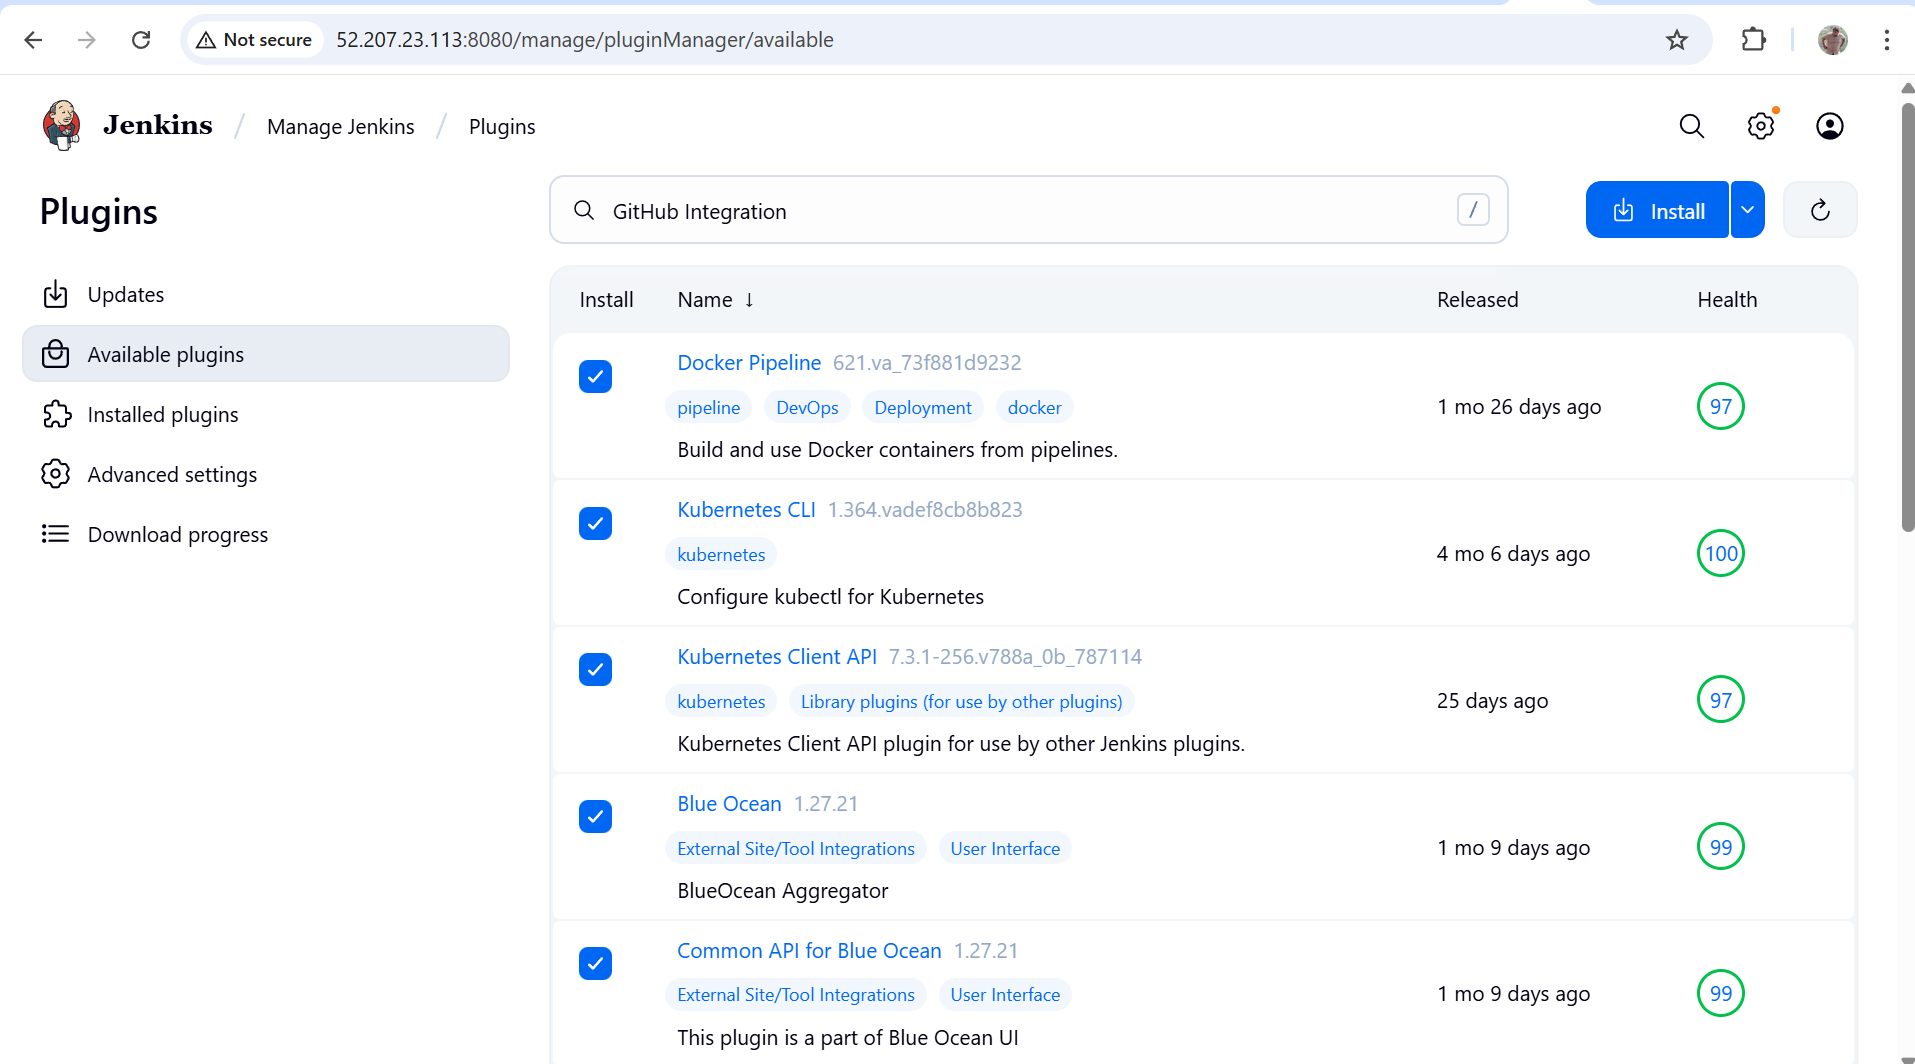 Not secure 52.207.23.113:8080/manage/pluginManager/available
Jenkins / Manage Jenkins / Plugins
Plugins
GitHub Integration /
Install
Updates
Available plugins
Installed plugins
Advanced settings
Download progress
Install Name ↓ Released Health
Docker Pipeline 621.va_73f881d9232
pipeline DevOps Deployment docker
Build and use Docker containers from pipelines.
1 mo 26 days ago
97
Kubernetes CLI 1.364.vadef8cb8b823
kubernetes
Configure kubectl for Kubernetes
4 mo 6 days ago
100
Kubernetes Client API 7.3.1-256.v788a_0b_787114
kubernetes Library plugins (for use by other plugins)
Kubernetes Client API plugin for use by other Jenkins plugins.
25 days ago
97
Blue Ocean 1.27.21
External Site/Tool Integrations User Interface
BlueOcean Aggregator
1 mo 9 days ago
99
Common API for Blue Ocean 1.27.21
External Site/Tool Integrations User Interface
This plugin is a part of Blue Ocean UI
1 mo 9 days ago
99